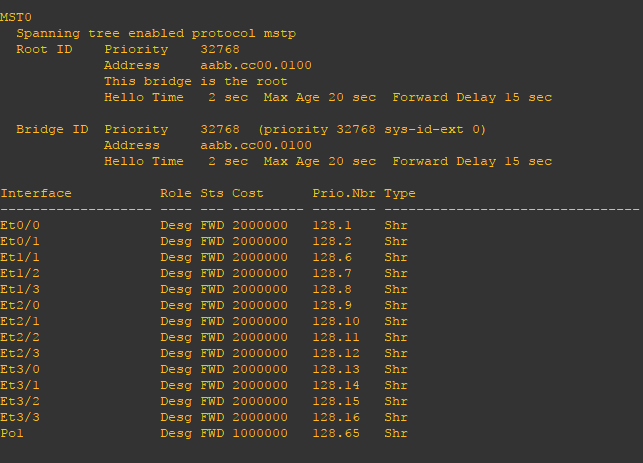 MST0
  Spanning tree enabled protocol mstp
  Root ID    Priority    32768
             Address     aabb.cc00.0100
             This bridge is the root
             Hello Time   2 sec  Max Age 20 sec  Forward Delay 15 sec
  Bridge ID  Priority    32768  (priority 32768 sys-id-ext 0)
             Address     aabb.cc00.0100
             Hello Time   2 sec  Max Age 20 sec  Forward Delay 15 sec
Interface           Role Sts Cost      Prio.Nbr Type
------------------- ---- --- --------- -------- --------------------------------
Et0/0               Desg FWD 2000000   128.1    Shr
Et0/1               Desg FWD 2000000   128.2    Shr
Et1/1               Desg FWD 2000000   128.6    Shr
Et1/2               Desg FWD 2000000   128.7    Shr
Et1/3               Desg FWD 2000000   128.8    Shr
Et2/0               Desg FWD 2000000   128.9    Shr
Et2/1               Desg FWD 2000000   128.10   Shr
Et2/2               Desg FWD 2000000   128.11   Shr
Et2/3               Desg FWD 2000000   128.12   Shr
Et3/0               Desg FWD 2000000   128.13   Shr
Et3/1               Desg FWD 2000000   128.14   Shr
Et3/2               Desg FWD 2000000   128.15   Shr
Et3/3               Desg FWD 2000000   128.16   Shr
Po1                 Desg FWD 1000000   128.65   Shr